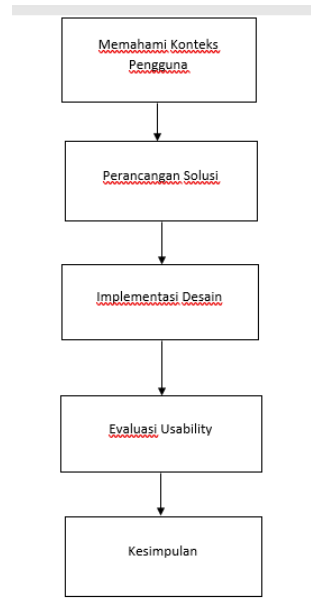 Memahami Konteks
Pengguna
Perancangan Solusi
Implementasi Desain
Evaluasi Usability
Kesimpulan